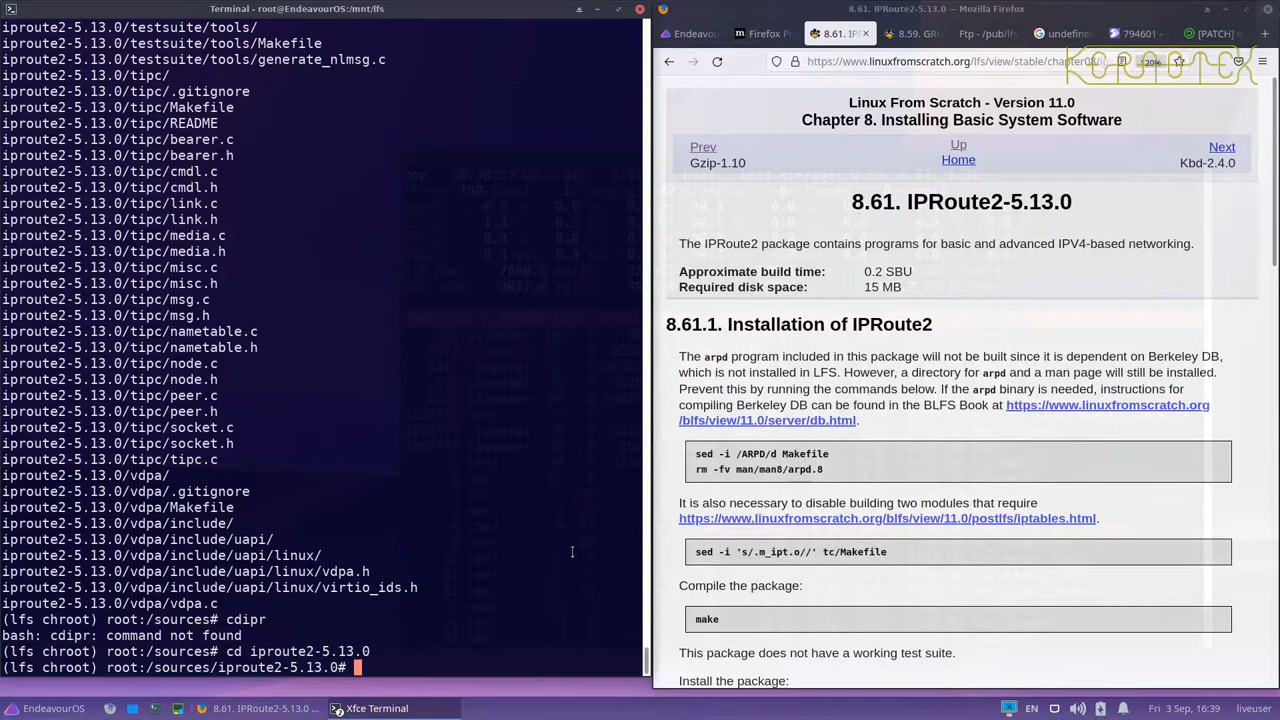 Terminal - root@EndeavourOS:/mnt/lfs
iproute2-5.13.0/testsuite/tools/
iproute2-5.13.0/testsuite/tools/Makefile
iproute2-5.13.0/testsuite/tools/generate_nlmsg.c
iproute2-5.13.0/tipc/
iproute2-5.13.0/tipc/.gitignore
iproute2-5.13.0/tipc/Makefile
iproute2-5.13.0/tipc/README
iproute2-5.13.0/tipc/bearer.c
iproute2-5.13.0/tipc/bearer.h
iproute2-5.13.0/tipc/cmdl.c
iproute2-5.13.0/tipc/cmdl.h
iproute2-5.13.0/tipc/link.c
iproute2-5.13.0/tipc/link.h
iproute2-5.13.0/tipc/media.c
iproute2-5.13.0/tipc/media.h
iproute2-5.13.0/tipc/misc.c
iproute2-5.13.0/tipc/misc.h
iproute2-5.13.0/tipc/msg.c
iproute2-5.13.0/tipc/msg.h
iproute2-5.13.0/tipc/nametable.c
iproute2-5.13.0/tipc/nametable.h
iproute2-5.13.0/tipc/node.c
iproute2-5.13.0/tipc/node.h
iproute2-5.13.0/tipc/peer.c
iproute2-5.13.0/tipc/peer.h
iproute2-5.13.0/tipc/socket.c
iproute2-5.13.0/tipc/socket.h
iproute2-5.13.0/tipc/tipc.c
iproute2-5.13.0/vdpa/
iproute2-5.13.0/vdpa/.gitignore
iproute2-5.13.0/vdpa/Makefile
iproute2-5.13.0/vdpa/include/
iproute2-5.13.0/vdpa/include/uapi/
iproute2-5.13.0/vdpa/include/uapi/linux/
iproute2-5.13.0/vdpa/include/uapi/linux/vdpa.h
iproute2-5.13.0/vdpa/include/uapi/linux/virtio_ids.h
iproute2-5.13.0/vdpa/vdpa.c
(lfs chroot) root:/sources# cdipr
bash: cdipr: command not found
(lfs chroot) root:/sources# cd iproute2-5.13.0
(lfs chroot) root:/sources/iproute2-5.13.0#
8.61. IPRoute2-5.13.0 — Mozilla Firefox
Endeavour Firefox Pr 8.61. IPR 8.59. GRU Ftp - /pub/lfs undefined 794601 - [PATCH]
https://www.linuxfromscratch.org/lfs/view/stable/chapter08/ 120%
Linux From Scratch - Version 11.0
Chapter 8. Installing Basic System Software
Prev Up Next
Gzip-1.10 Home Kbd-2.4.0
8.61. IPRoute2-5.13.0
The IPRoute2 package contains programs for basic and advanced IPV4-based networking.
Approximate build time: 0.2 SBU
Required disk space: 15 MB
8.61.1. Installation of IPRoute2
The arpd program included in this package will not be built since it is dependent on Berkeley DB,
which is not installed in LFS. However, a directory for arpd and a man page will still be installed.
Prevent this by running the commands below. If the arpd binary is needed, instructions for
compiling Berkeley DB can be found in the BLFS Book at https://www.linuxfromscratch.org
/blfs/view/11.0/server/db.html.
sed -i /ARPD/d Makefile
rm -fv man/man8/arpd.8
It is also necessary to disable building two modules that require
https://www.linuxfromscratch.org/blfs/view/11.0/postlfs/iptables.html.
sed -i 's/.m_ipt.o//' tc/Makefile
Compile the package:
make
This package does not have a working test suite.
Install the package:
EndeavourOS 8.61. IPRoute2-5.13.0 ... Xfce Terminal Fri 3 Sep, 16:39 liveuser